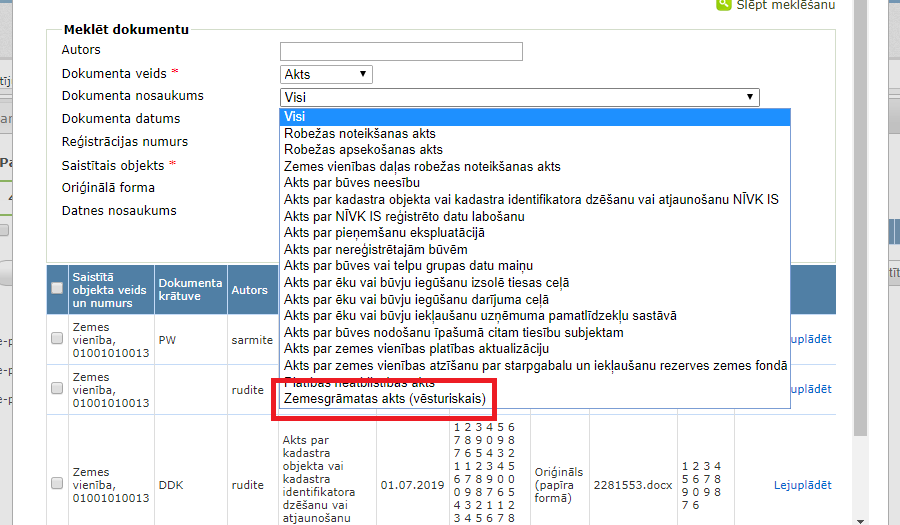 Slēpt meklēšanu
Meklēt dokumentu
Autors
Dokumenta veids * Akts
Dokumenta nosaukums Visi
Dokumenta datums
Reģistrācijas numurs
Saistītais objekts *
Oriģinālā forma
Datnes nosaukums
Visi
Robežas noteikšanas akts
Robežas apsekošanas akts
Zemes vienības daļas robežas noteikšanas akts
Akts par būves neesību
Akts par kadastra objekta vai kadastra identifikatora dzēšanu vai atjaunošanu NĪVK IS
Akts par NĪVK IS reģistrēto datu labošanu
Akts par pieņemšanu ekspluatācijā
Akts par nereģistrētajām būvēm
Akts par būves vai telpu grupas datu maiņu
Akts par ēku vai būvju iegūšanu izsolē tiesas ceļā
Akts par ēku vai būvju iegūšanu darījuma ceļā
Akts par ēku vai būvju iekļaušanu uzņēmuma pamatlīdzekļu sastāvā
Akts par būves nodošanu īpašumā citam tiesību subjektam
Akts par zemes vienības platības aktualizāciju
Akts par zemes vienības atzīšanu par starpgabalu un iekļaušanu rezerves zemes fondā
Platības neatbilstības akts
Zemesgrāmatas akts (vēsturiskais)
Saistītā
objekta veids
un numurs
Dokumenta
krātuve
Autors
Zemes
vienība,
01001010013
PW
sarmite
Lejuplādēt
Zemes
vienība,
01001010013
rudite
Lejuplādēt
Zemes
vienība,
01001010013
DDK
rudite
Akts par
kadastra
objekta vai
kadastra
identifikatora
dzēšanu vai
atjaunošanu
01.07.2019
1 2 3 4 5 6
7 8 9 0 9 8
7 6 5 4 3 2
1 1 2 3 4 5
6 7 8 9 0 0
0 9 8 7 6 5
4 3 2 1 1 2
3 4 5 6 7 8
Oriģināls
(papīra
formā)
2281553.docx
1 2 3 4
5 6 7 8
9 0 9 8
7 6
Lejuplādēt